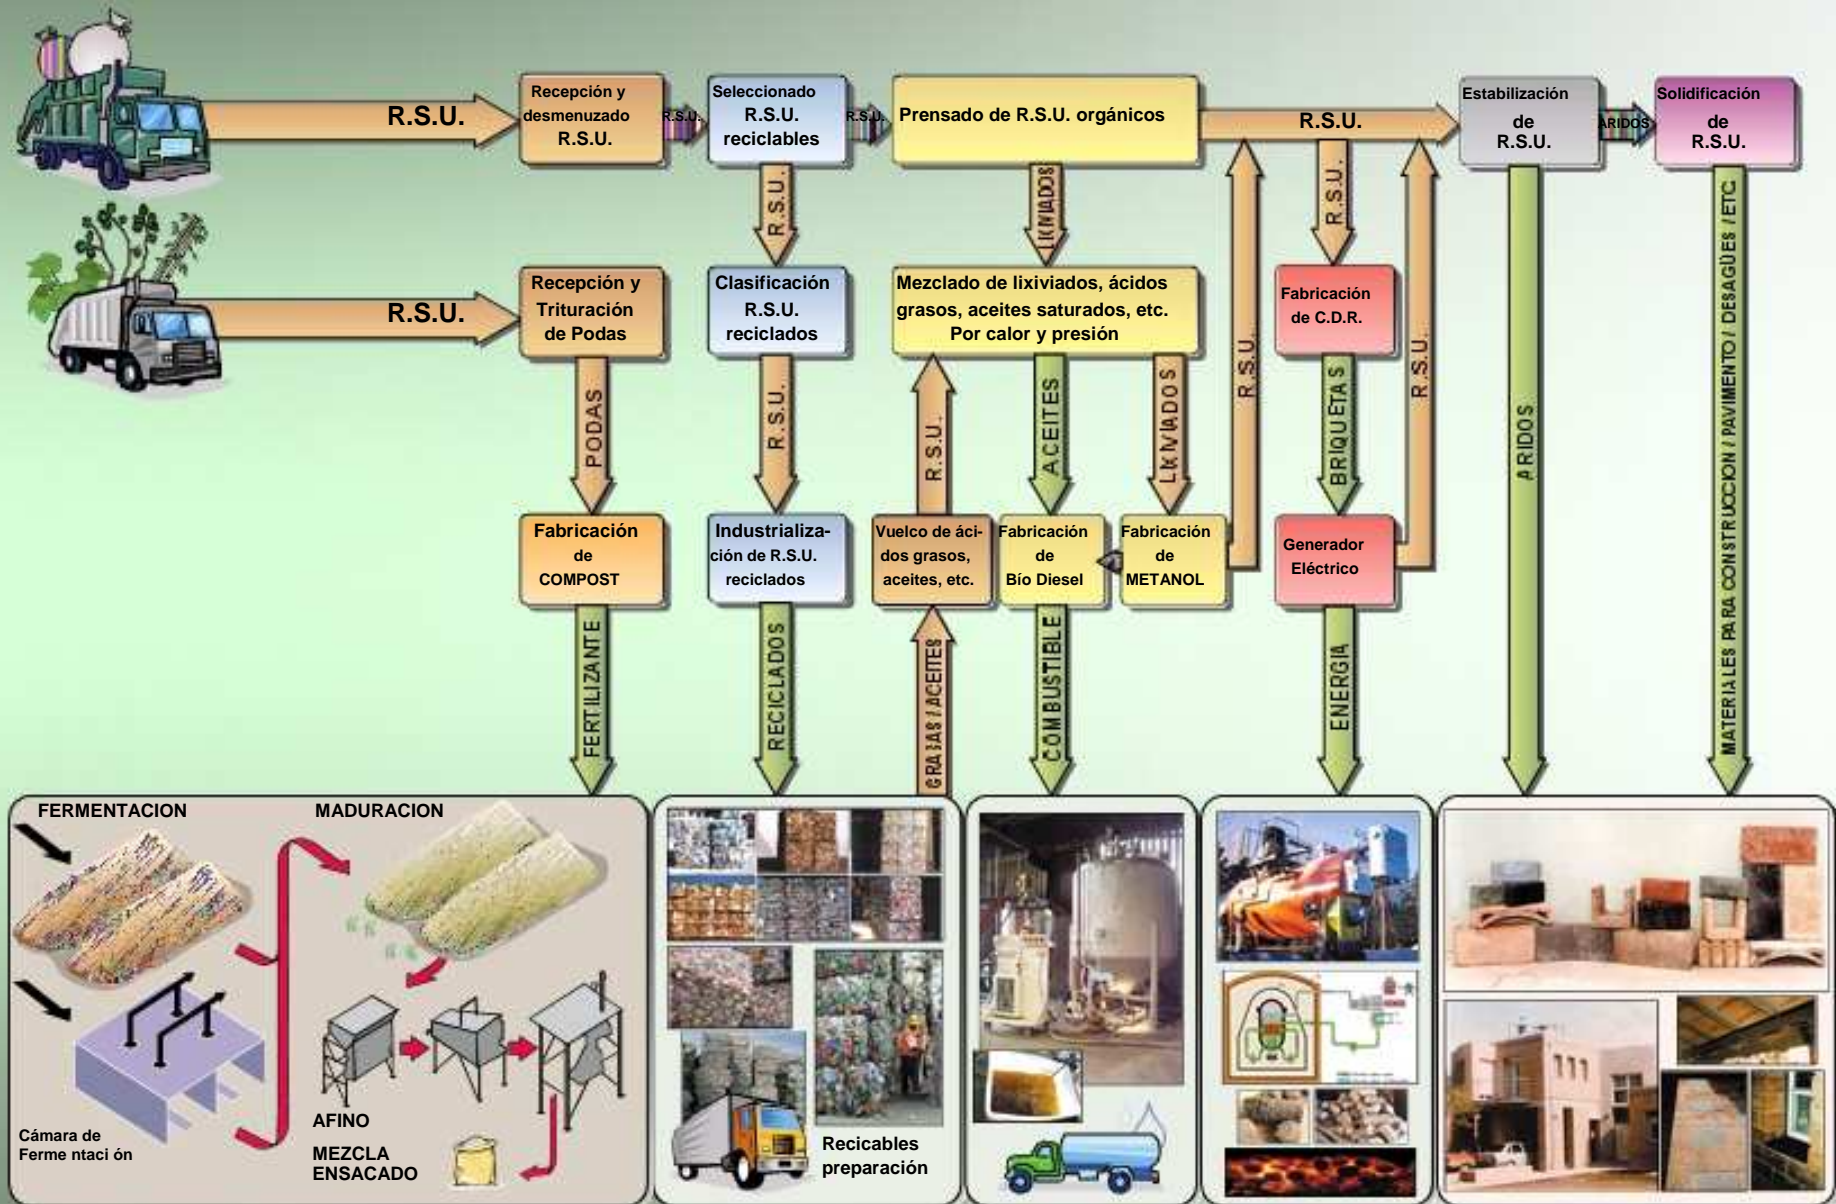 R.S.U.
Recepción y
desmenuzado
R.S.U.
R.S.U.
Seleccionado
R.S.U.
reciclables
R.S.U.
Prensado de R.S.U. orgánicos
R.S.U.
Estabilización
de
R.S.U.
ARIDOS
Solidificación
de
R.S.U.
R.S.U.
LIXIVIADOS
R.S.U.
R.S.U.
Recepción y
Trituración
de Podas
Clasificación
R.S.U.
reciclados
Mezclado de lixiviados, ácidos
grasos, aceites saturados, etc.
Por calor y presión
Fabricación
de C.D.R.
PODAS
R.S.U.
R.S.U.
ACEITES
LIXIVIADOS
R.S.U.
BRIQUETAS
R.S.U.
ARIDOS
MATERIALES PARA CONSTRUCCION / PAVIMENTO / DESAGÜES / ETC
Fabricación
de
COMPOST
Industrializa-
ción de R.S.U.
reciclados
Vuelco de áci-
dos grasos,
aceites, etc.
Fabricación
de
Bío Diesel
Fabricación
de
METANOL
Generador
Eléctrico
FERTILIZANTE
RECICLADOS
GRASAS / ACEITES
COMBUSTIBLE
ENERGIA
FERMENTACION
MADURACION
Cámara de
Ferme ntaci ón
AFINO
MEZCLA
ENSACADO
Recicables
preparación